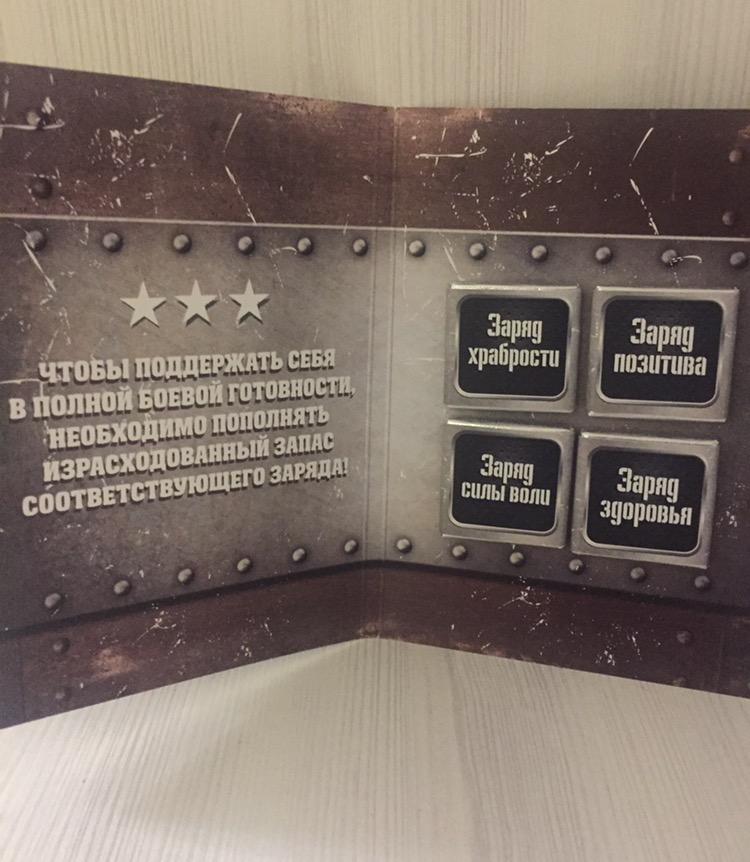 ЧТОБЫ ПОДДЕРЖАТЬ СЕБЯ
В ПОЛНОЙ БОЕВОЙ ГОТОВНОСТИ,
НЕОБХОДИМО ПОПОЛНЯТЬ
ИЗРАСХОДОВАННЫЙ ЗАПАС
СООТВЕТСТВУЮЩЕГО ЗАРЯДА!
Заряд
храбрости
Заряд
позитива
Заряд
силы воли
Заряд
здоровья